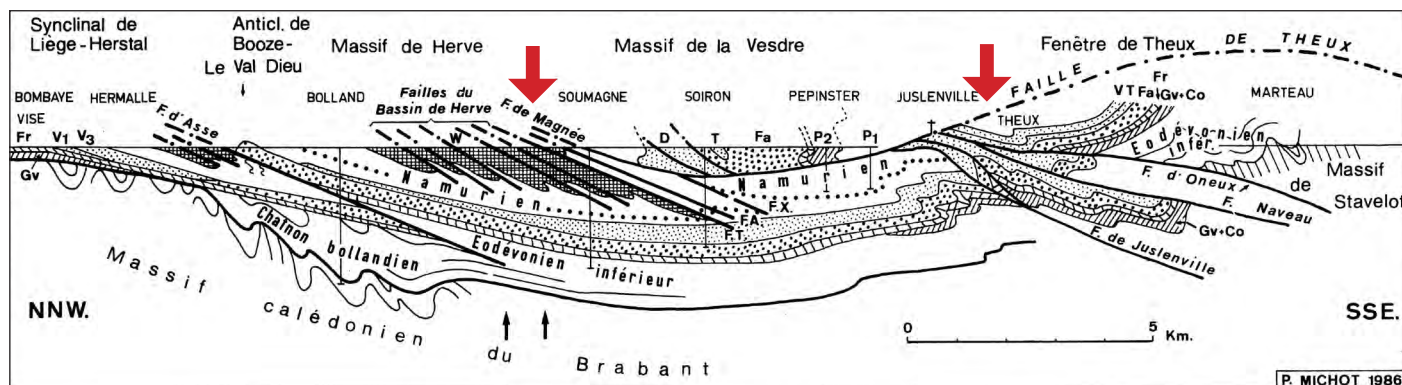 Synclinal de
Liège-Herstal
Anticl. de
Booze-
Le Val Dieu
Massif de Herve
Massif de la Vesdre
Fenêtre de Theux
FAILLE DE THEUX
BOMBAYE
VISE
HERMALLE
BOLLAND
Failles du
Bassin de Herve
F. de Magnée
SOUMAGNE
SOIRON
PEPINSTER
JUSLENVILLE
THEUX
MARTEAU
Fr V1 V3
F. d'Asse
W
D T Fa P2 P1
Fr
V T Fa Gv+Co
Gv
Namurien
Namurien
Eodévonien
infér.
F. d'Oneux
F. Naveau
F. de Juslenville
Gv+Co
Massif
de
Stavelot
F.X.
F.A.
F.T.
Chaînon bollandien
Eodévonien
inférieur
Massif
calédonien
du
Brabant
NNW.
SSE.
0 5
Km.
P. MICHOT 1986